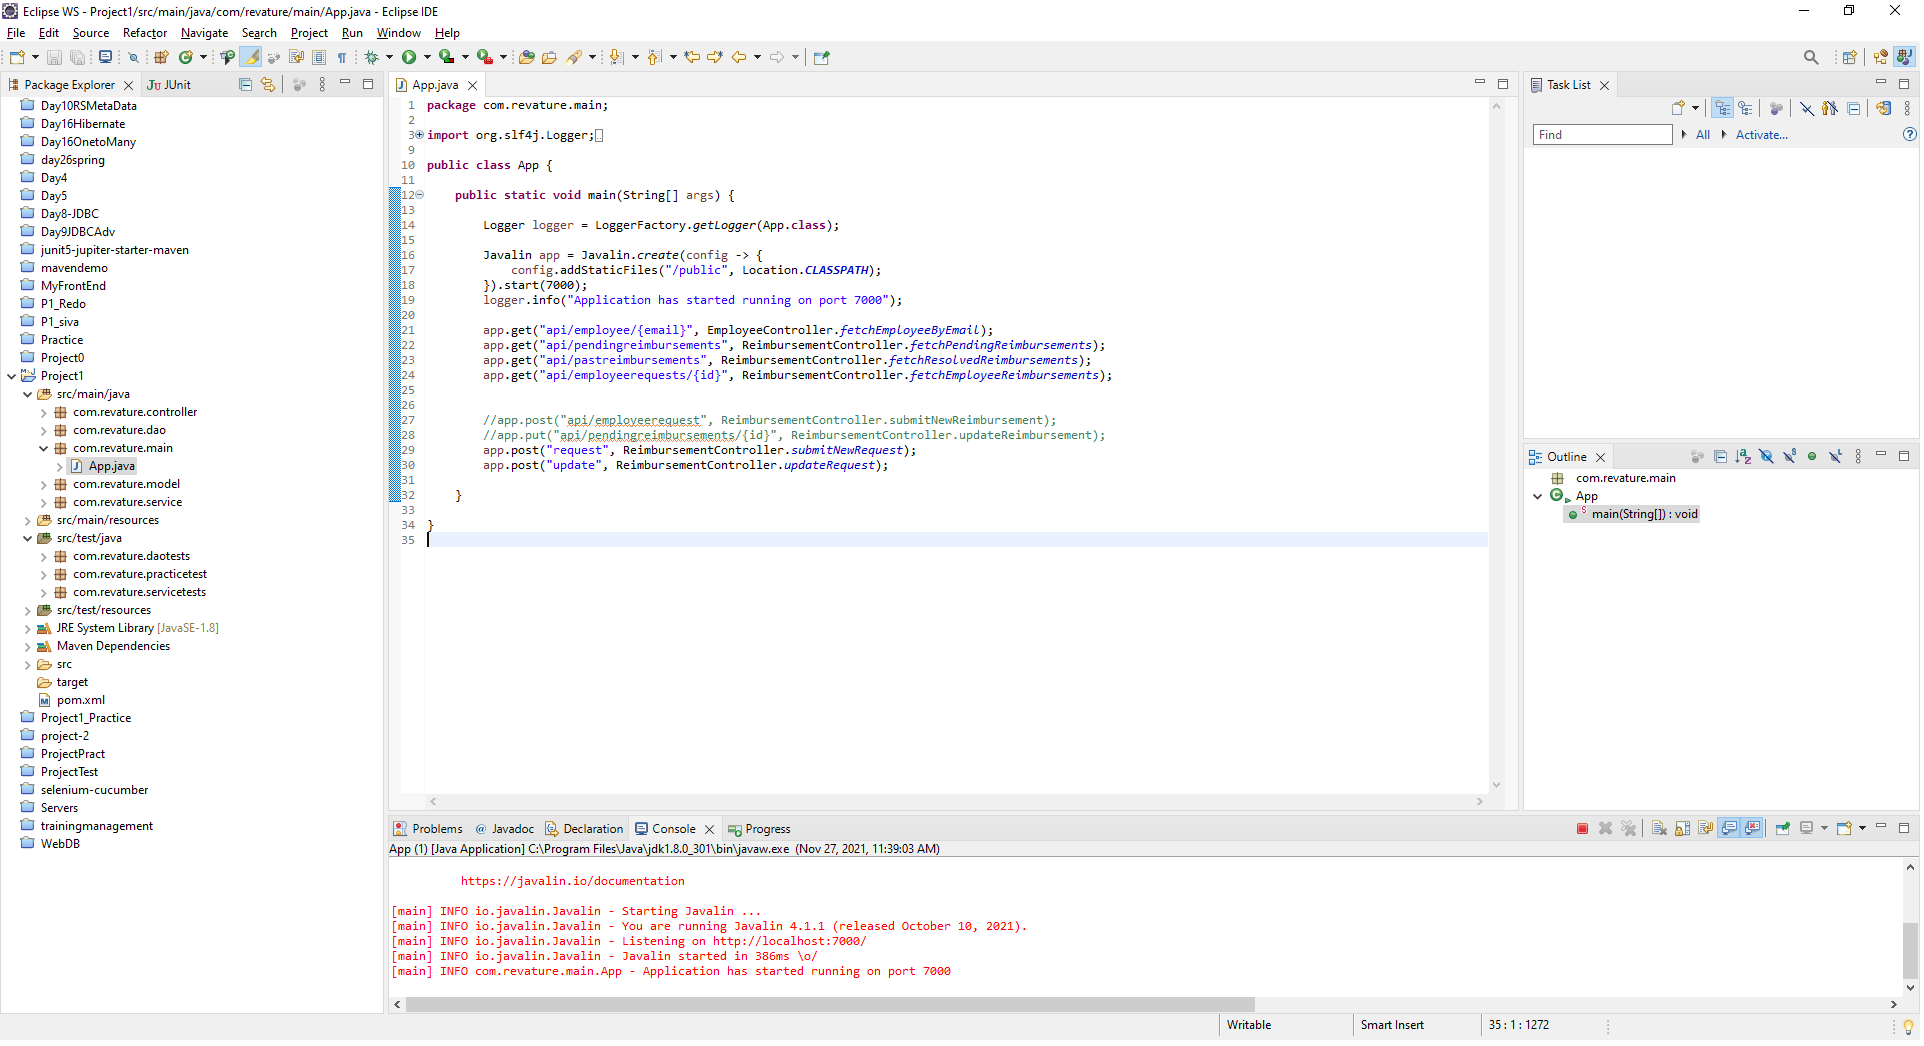 Eclipse WS - Project1/src/main/java/com/revature/main/App.java - Eclipse IDE
File Edit Source Refactor Navigate Search Project Run Window Help
Package Explorer
JUnit
Day10RSMetaData
Day16Hibernate
Day16OnetoMany
day26spring
Day4
Day5
Day8-JDBC
Day9JDBCAdv
junit5-jupiter-starter-maven
mavendemo
MyFrontEnd
P1_Redo
P1_siva
Practice
Project0
Project1
src/main/java
com.revature.controller
com.revature.dao
com.revature.main
App.java
com.revature.model
com.revature.service
src/main/resources
src/test/java
com.revature.daotests
com.revature.practicetest
com.revature.servicetests
src/test/resources
JRE System Library [JavaSE-1.8]
Maven Dependencies
src
target
pom.xml
Project1_Practice
project-2
ProjectPract
ProjectTest
selenium-cucumber
Servers
trainingmanagement
WebDB
App.java
1 package com.revature.main;
2
3 import org.slf4j.Logger;
9
10 public class App {
11
12 public static void main(String[] args) {
13
14 Logger logger = LoggerFactory.getLogger(App.class);
15
16 Javalin app = Javalin.create(config -> {
17 config.addStaticFiles("/public", Location.CLASSPATH);
18 }).start(7000);
19 logger.info("Application has started running on port 7000");
20
21 app.get("api/employee/{email}", EmployeeController.fetchEmployeeByEmail);
22 app.get("api/pendingreimbursements", ReimbursementController.fetchPendingReimbursements);
23 app.get("api/pastreimbursements", ReimbursementController.fetchResolvedReimbursements);
24 app.get("api/employeerequests/{id}", ReimbursementController.fetchEmployeeReimbursements);
25
26
27 //app.post("api/employeerequest", ReimbursementController.submitNewReimbursement);
28 //app.put("api/pendingreimbursements/{id}", ReimbursementController.updateReimbursement);
29 app.post("request", ReimbursementController.submitNewRequest);
30 app.post("update", ReimbursementController.updateRequest);
31
32 }
33
34 }
35
Task List
Find
All
Activate...
Outline
com.revature.main
App
main(String[]) : void
Problems
@ Javadoc
Declaration
Console
Progress
App (1) [Java Application] C:\Program Files\Java\jdk1.8.0_301\bin\javaw.exe (Nov 27, 2021, 11:39:03 AM)
https://javalin.io/documentation
[main] INFO io.javalin.Javalin - Starting Javalin ...
[main] INFO io.javalin.Javalin - You are running Javalin 4.1.1 (released October 10, 2021).
[main] INFO io.javalin.Javalin - Listening on http://localhost:7000/
[main] INFO io.javalin.Javalin - Javalin started in 386ms \o/
[main] INFO com.revature.main.App - Application has started running on port 7000
Writable
Smart Insert
35 : 1 : 1272